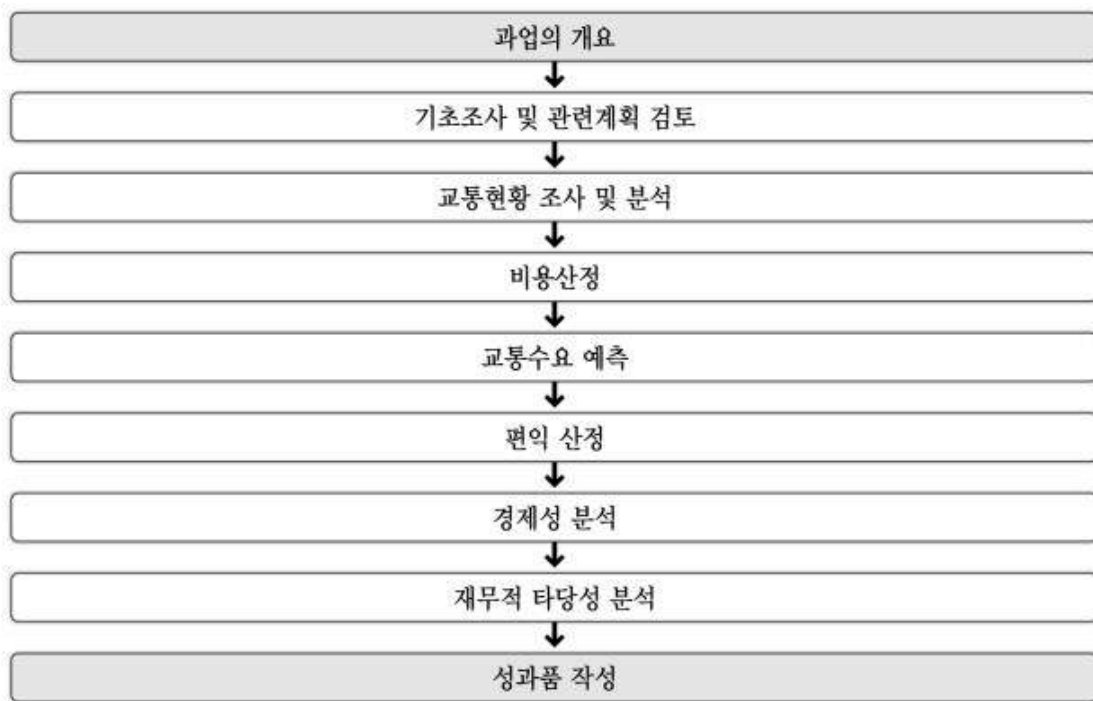 과업의 개요
기초조사 및 관련계획 검토
교통현황 조사 및 분석
비용산정
교통수요 예측
편익 산정
경제성 분석
재무적 타당성 분석
성과품 작성